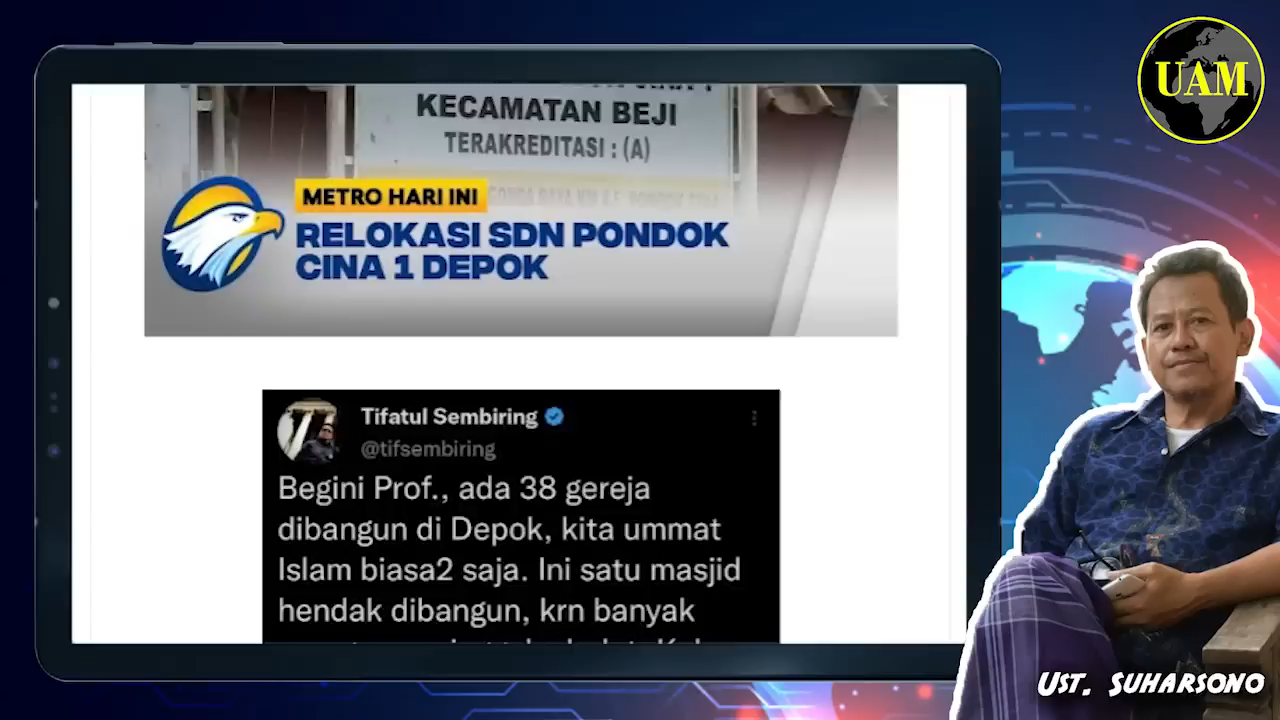 UAM
KECAMATAN BEJI
TERAKREDITASI : (A)
METRO HARI INI
RELOKASI SDN PONDOK
CINA 1 DEPOK
Tifatul Sembiring
@tifsembiring
Begini Prof., ada 38 gereja
dibangun di Depok, kita ummat
Islam biasa2 saja. Ini satu masjid
hendak dibangun, krn banyak
UST. SUHARSONO